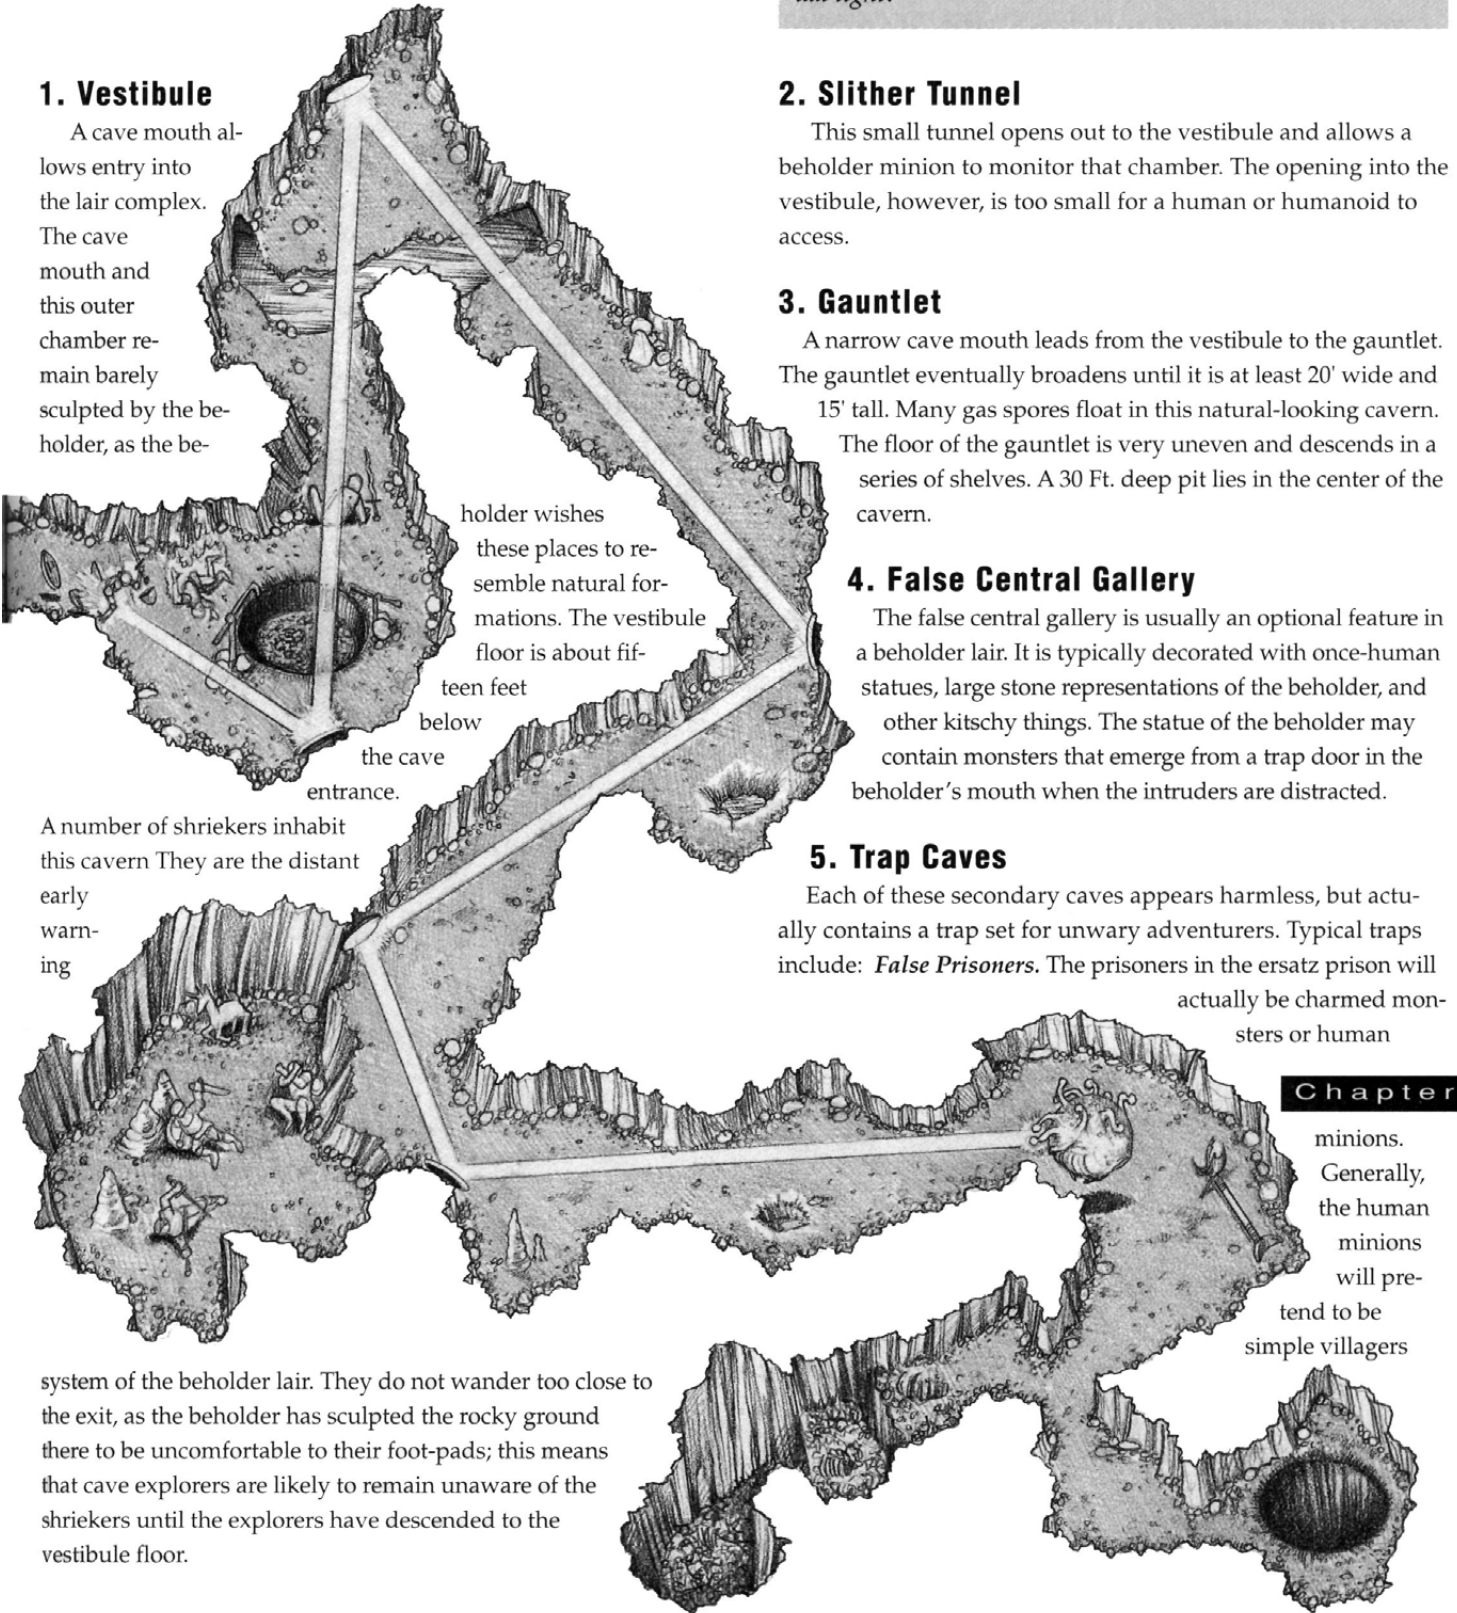 1. Vestibule
A cave mouth al-
lows entry into
the lair complex.
The cave
mouth and
this outer
chamber re-
main barely
sculpted by the be-
holder, as the be-
holder wishes
these places to re-
semble natural for-
mations. The vestibule
floor is about fif-
teen feet
below
the cave
entrance.
A number of shriekers inhabit
this cavern They are the distant
early
warn-
ing
system of the beholder lair. They do not wander too close to
the exit, as the beholder has sculpted the rocky ground
there to be uncomfortable to their foot-pads; this means
that cave explorers are likely to remain unaware of the
shriekers until the explorers have descended to the
vestibule floor.
2. Slither Tunnel
This small tunnel opens out to the vestibule and allows a
beholder minion to monitor that chamber. The opening into the
vestibule, however, is too small for a human or humanoid to
access.
3. Gauntlet
A narrow cave mouth leads from the vestibule to the gauntlet.
The gauntlet eventually broadens until it is at least 20' wide and
15' tall. Many gas spores float in this natural-looking cavern.
The floor of the gauntlet is very uneven and descends in a
series of shelves. A 30 Ft. deep pit lies in the center of the
cavern.
4. False Central Gallery
The false central gallery is usually an optional feature in
a beholder lair. It is typically decorated with once-human
statues, large stone representations of the beholder, and
other kitschy things. The statue of the beholder may
contain monsters that emerge from a trap door in the
beholder's mouth when the intruders are distracted.
5. Trap Caves
Each of these secondary caves appears harmless, but actu-
ally contains a trap set for unwary adventurers. Typical traps
include: False Prisoners. The prisoners in the ersatz prison will
actually be charmed mon-
sters or human
Chapter
minions.
Generally,
the human
minions
will pre-
tend to be
simple villagers